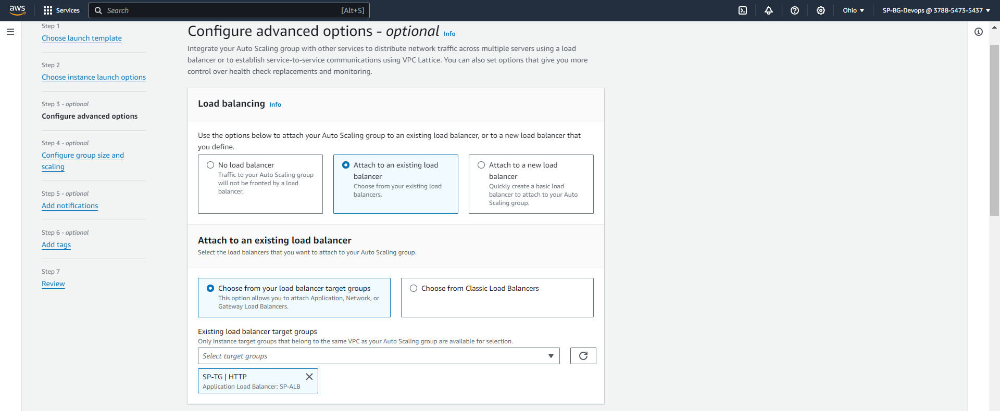 aws
Services
Search
[Alt+S]
Ohio
SP-BG-Devops @ 3788-5473-5437
Step 1
Choose launch template
Step 2
Choose instance launch options
Step 3 - optional
Configure advanced options
Step 4 - optional
Configure group size and
scaling
Step 5 - optional
Add notifications
Step 6 - optional
Add tags
Step 7
Review
Configure advanced options - optional Info
Integrate your Auto Scaling group with other services to distribute network traffic across multiple servers using a load
balancer or to establish service-to-service communications using VPC Lattice. You can also set options that give you more
control over health check replacements and monitoring.
Load balancing Info
Use the options below to attach your Auto Scaling group to an existing load balancer, or to a new load balancer that
you define.
No load balancer
Traffic to your Auto Scaling group
will not be fronted by a load
balancer.
Attach to an existing load
balancer
Choose from your existing load
balancers.
Attach to a new load
balancer
Quickly create a basic load
balancer to attach to your Auto
Scaling group.
Attach to an existing load balancer
Select the load balancers that you want to attach to your Auto Scaling group.
Choose from your load balancer target groups
This option allows you to attach Application, Network, or
Gateway Load Balancers.
Choose from Classic Load Balancers
Existing load balancer target groups
Only instance target groups that belong to the same VPC as your Auto Scaling group are available for selection.
Select target groups
SP-TG | HTTP
Application Load Balancer: SP-ALB